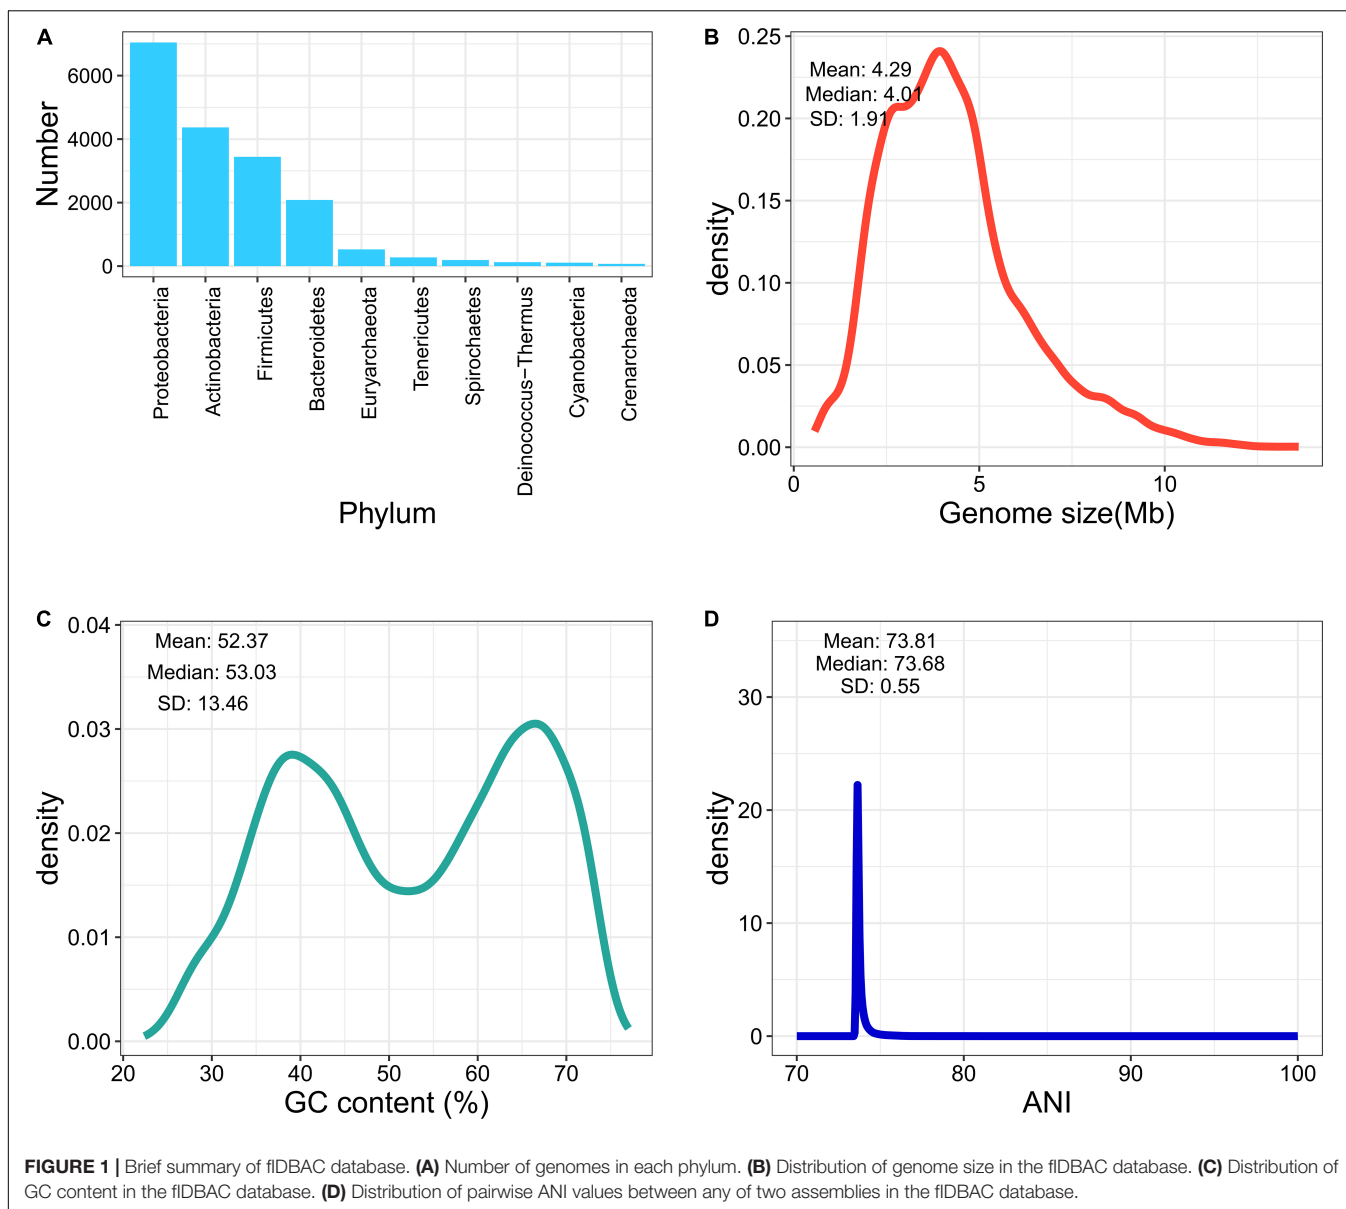 A
Number
6000
4000
2000
0
Proteobacteria
Actinobacteria
Firmicutes
Bacteroidetes
Euryarchaeota
Tenericutes
Spirochaetes
Deinococcus−Thermus
Cyanobacteria
Crenarchaeota
Phylum
B
density
0.25
0.20
0.15
0.10
0.05
0.00
Mean: 4.29
Median: 4.01
SD: 1.91
0 5 10
Genome size(Mb)
C
density
0.04
0.03
0.02
0.01
0.00
Mean: 52.37
Median: 53.03
SD: 13.46
20 30 40 50 60 70
GC content (%)
D
density
30
20
10
0
Mean: 73.81
Median: 73.68
SD: 0.55
70 80 90 100
ANI
FIGURE 1 | Brief summary of fIDBAC database. (A) Number of genomes in each phylum. (B) Distribution of genome size in the fIDBAC database. (C) Distribution of
GC content in the fIDBAC database. (D) Distribution of pairwise ANI values between any of two assemblies in the fIDBAC database.